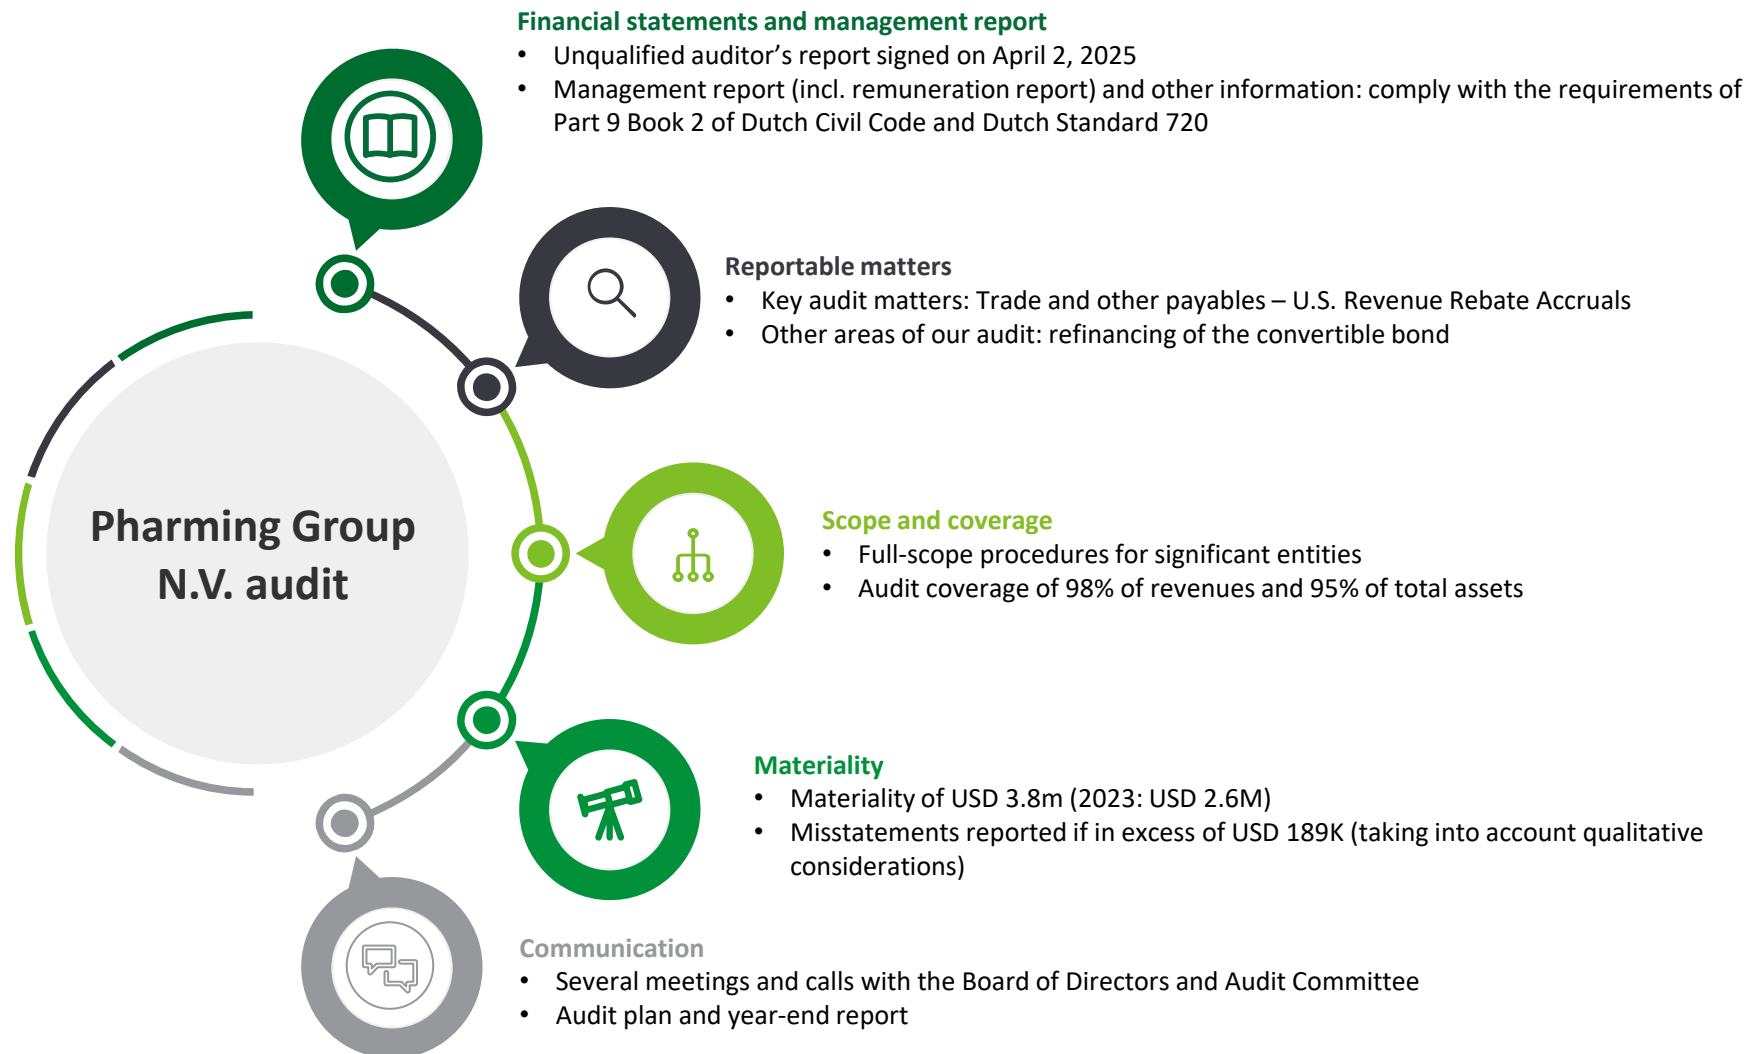 Financial statements and management report
• Unqualified auditor’s report signed on April 2, 2025
• Management report (incl. remuneration report) and other information: comply with the requirements of
Part 9 Book 2 of Dutch Civil Code and Dutch Standard 720
Reportable matters
• Key audit matters: Trade and other payables – U.S. Revenue Rebate Accruals
• Other areas of our audit: refinancing of the convertible bond
Pharming Group
N.V. audit
Scope and coverage
• Full-scope procedures for significant entities
• Audit coverage of 98% of revenues and 95% of total assets
Materiality
• Materiality of USD 3.8m (2023: USD 2.6M)
• Misstatements reported if in excess of USD 189K (taking into account qualitative
considerations)
Communication
• Several meetings and calls with the Board of Directors and Audit Committee
• Audit plan and year-end report